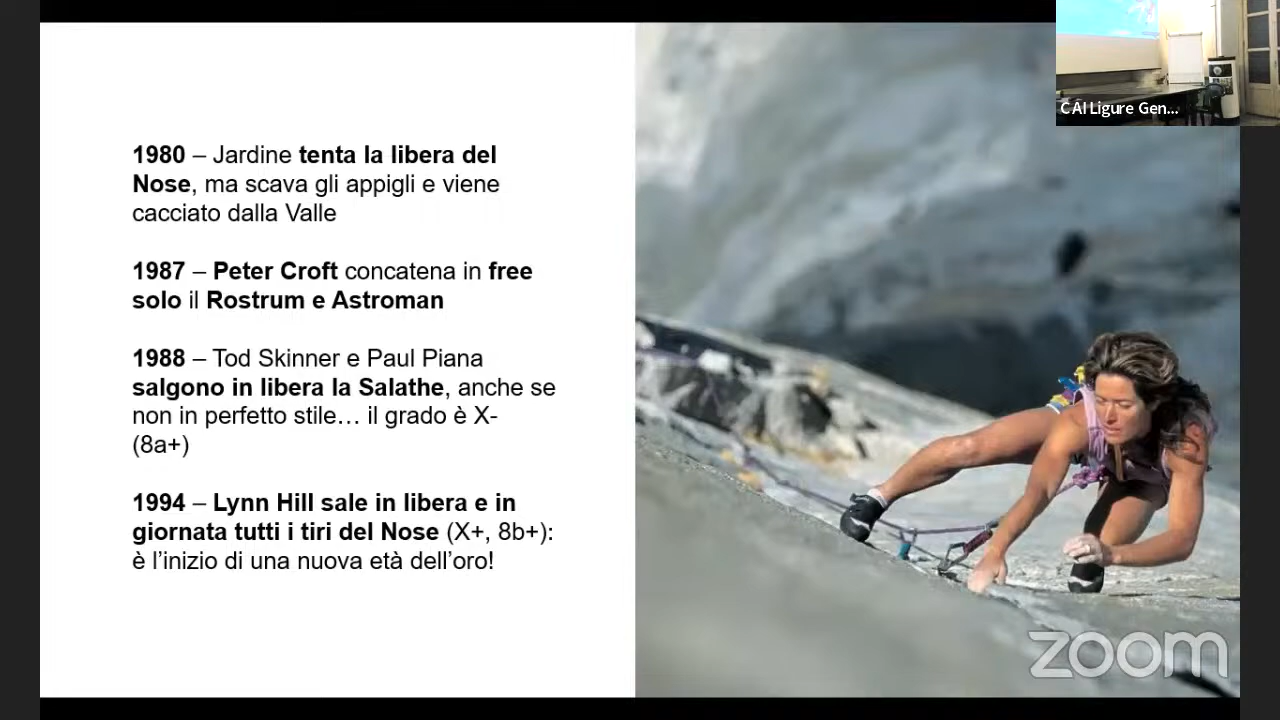 1980 – Jardine tenta la libera del
Nose, ma scava gli appigli e viene
cacciato dalla Valle
1987 – Peter Croft concatena in free
solo il Rostrum e Astroman
1988 – Tod Skinner e Paul Piana
salgono in libera la Salathe, anche se
non in perfetto stile… il grado è X-
(8a+)
1994 – Lynn Hill sale in libera e in
giornata tutti i tiri del Nose (X+, 8b+):
è l’inizio di una nuova età dell’oro!
CAI Ligure Gen...
zoom